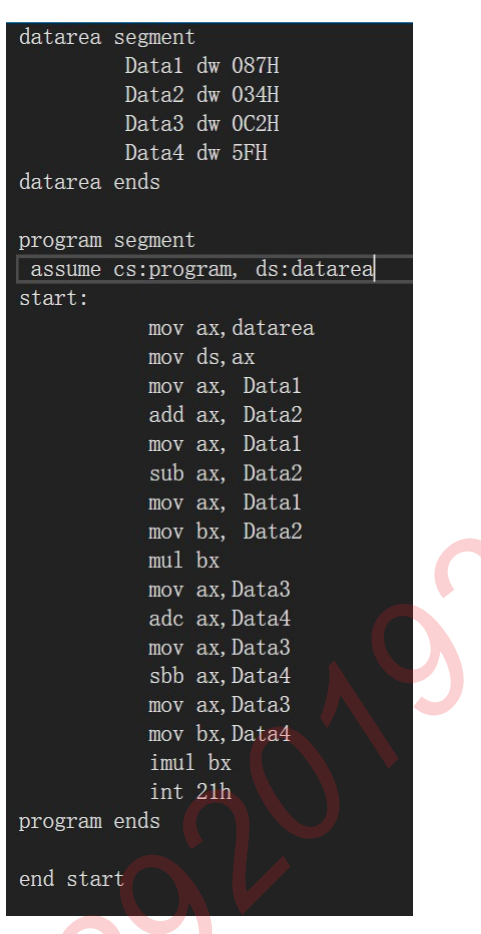 datarea segment
Data1 dw 087H
Data2 dw 034H
Data3 dw 0C2H
Data4 dw 5FH
datarea ends
program segment
assume cs:program, ds:datarea
start:
mov ax,datarea
mov ds,ax
mov ax, Data1
add ax, Data2
mov ax, Data1
sub ax, Data2
mov ax, Data1
mov bx, Data2
mul bx
mov ax,Data3
adc ax,Data4
mov ax,Data3
sbb ax,Data4
mov ax,Data3
mov bx,Data4
imul bx
int 21h
program ends
end start